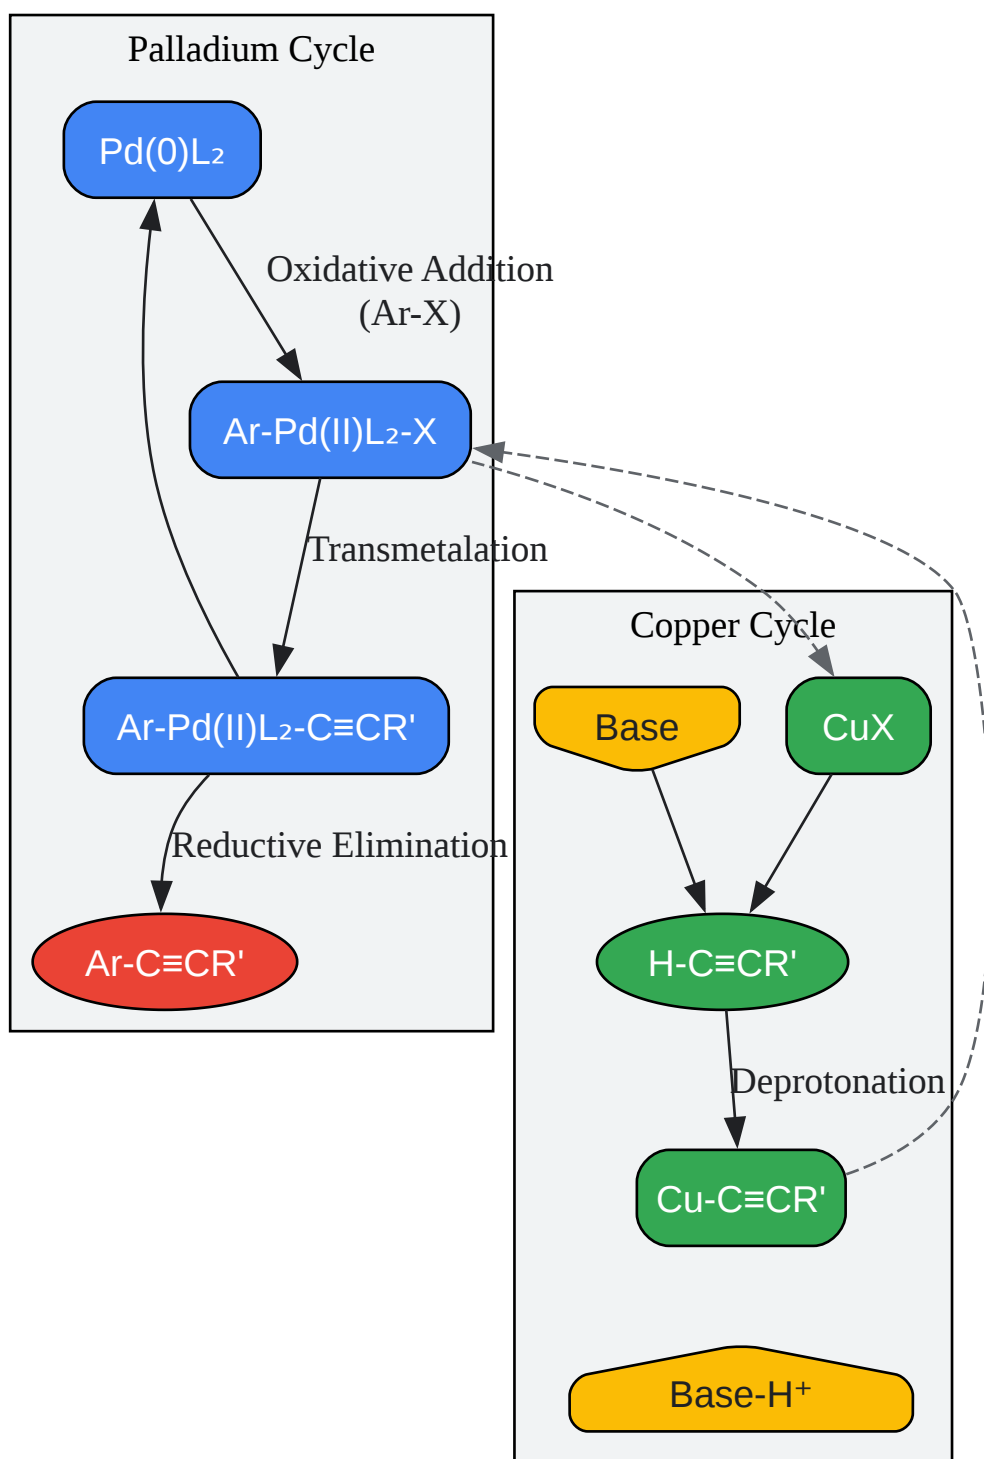 Palladium Cycle
Pd(0)L₂
Oxidative Addition
(Ar-X)
Ar-Pd(II)L₂-X
Transmetalation
Ar-Pd(II)L₂-C≡CR'
Reductive Elimination
Ar-C≡CR'
Copper Cycle
Base
CuX
H-C≡CR'
Deprotonation
Cu-C≡CR'
Base-H⁺